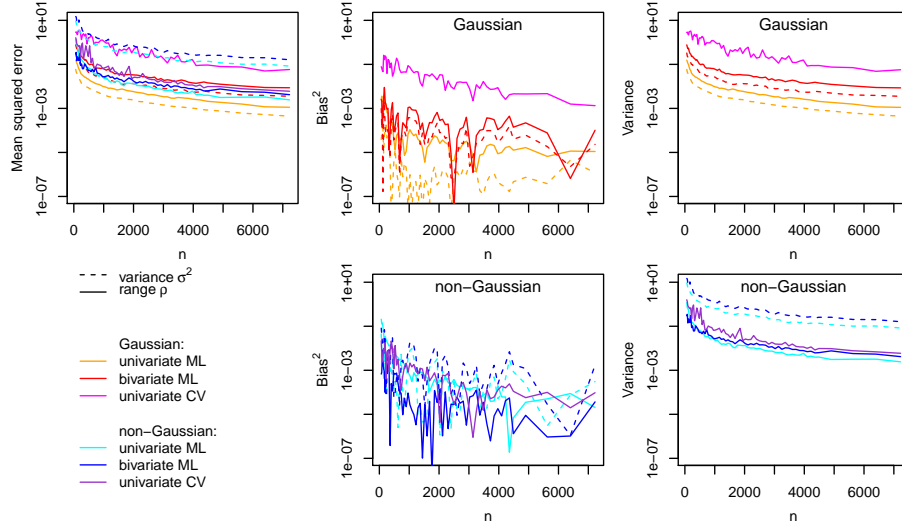 Gaussian
Gaussian
Mean squared error
1e−07 1e−03 1e+01
0 2000 4000 6000
n
Bias²
1e−07 1e−03 1e+01
0 2000 4000 6000
n
Variance
1e−07 1e−03 1e+01
0 2000 4000 6000
n
variance σ²
range ρ
Gaussian:
univariate ML
bivariate ML
univariate CV
non−Gaussian:
univariate ML
bivariate ML
univariate CV
non−Gaussian
Bias²
1e−07 1e−03 1e+01
0 2000 4000 6000
n
non−Gaussian
Variance
1e−07 1e−03 1e+01
0 2000 4000 6000
n